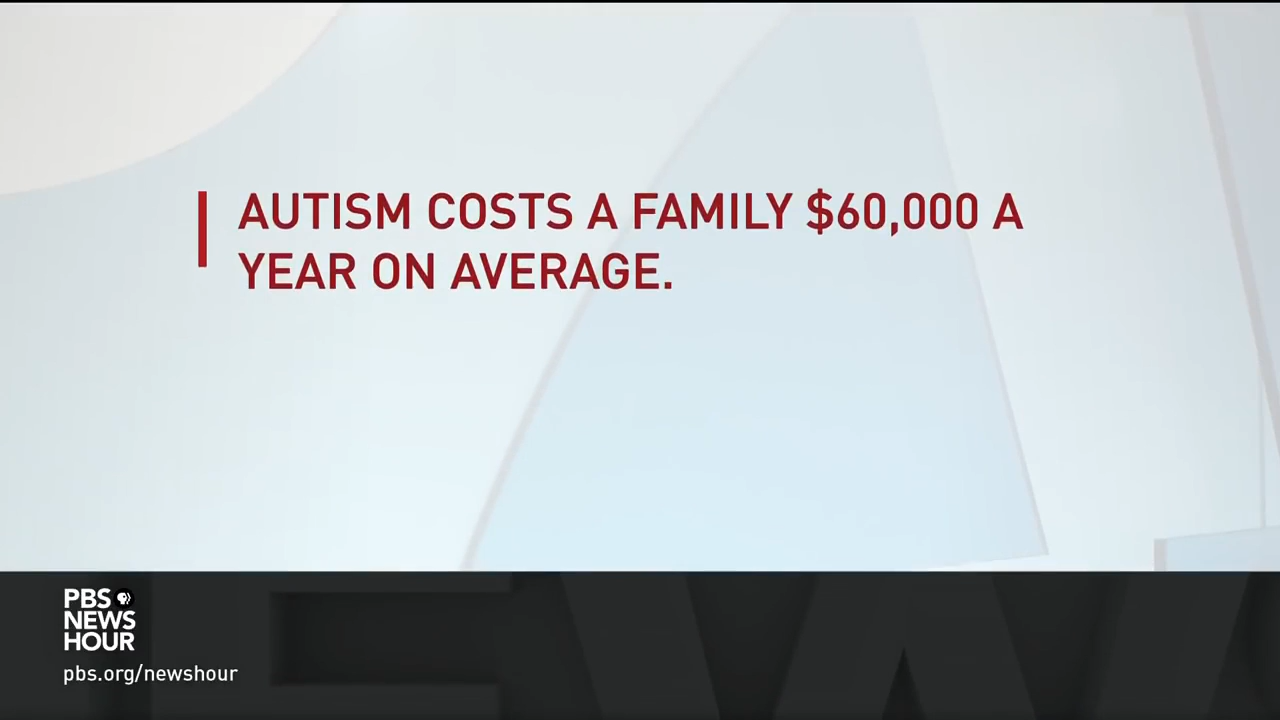 AUTISM COSTS A FAMILY $60,000 A
YEAR ON AVERAGE.
PBS
NEWS
HOUR
pbs.org/newshour